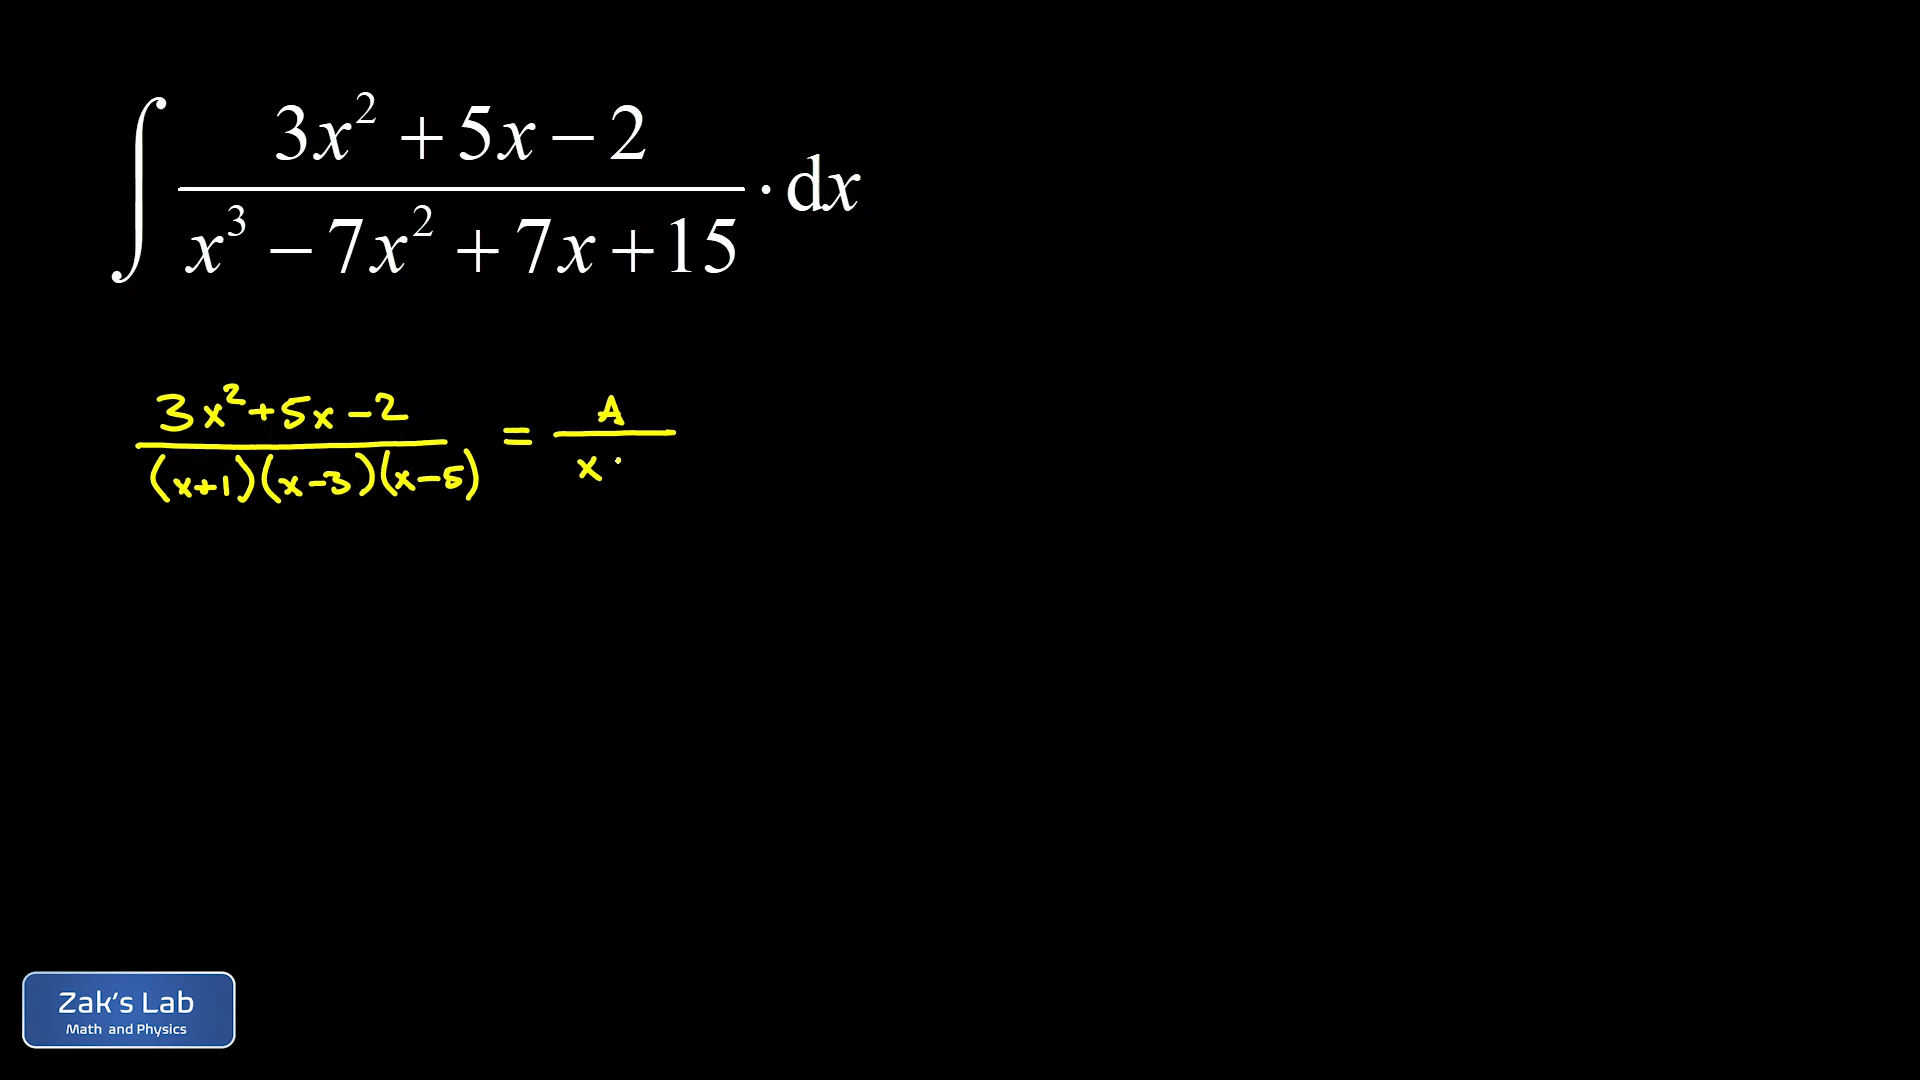 ∫ (3x² + 5x − 2)/(x³ − 7x² + 7x + 15) · dx
(3x²+5x−2)/((x+1)(x−3)(x−5)) = A/(x ·
Zak's Lab
Math and Physics